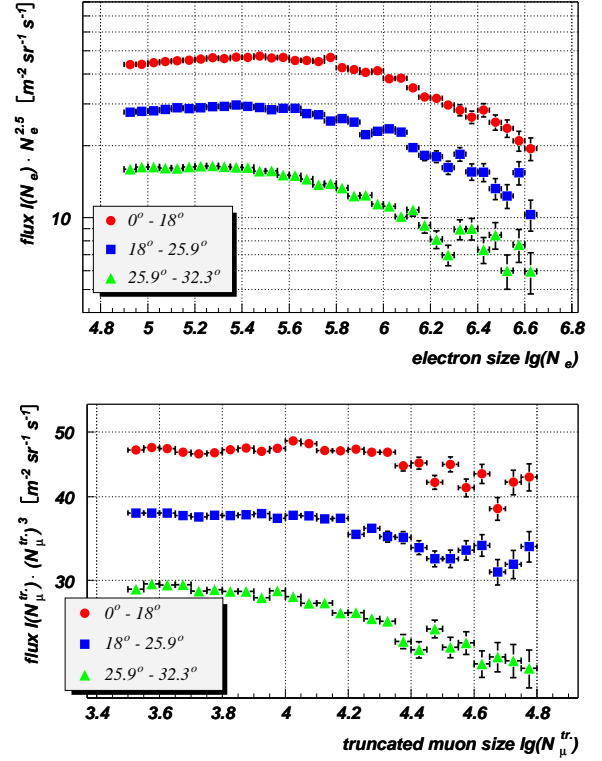 flux I(Nₑ) · Nₑ^2.5 [m⁻² sr⁻¹ s⁻¹]
10
0° - 18°
18° - 25.9°
25.9° - 32.3°
4.8 5 5.2 5.4 5.6 5.8 6 6.2 6.4 6.6 6.8
electron size lg(Nₑ)
flux I(N_μ^tr.) · (N_μ^tr.)³ [m⁻² sr⁻¹ s⁻¹]
50
40
30
0° - 18°
18° - 25.9°
25.9° - 32.3°
3.4 3.6 3.8 4 4.2 4.4 4.6 4.8
truncated muon size lg(N_μ^tr.)